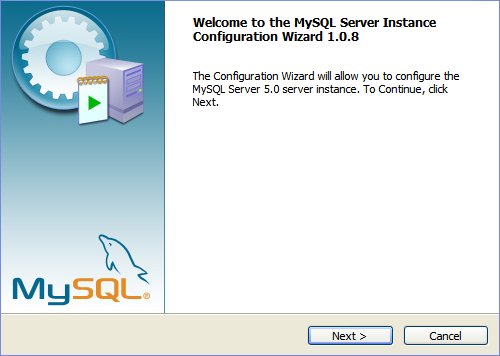 Welcome to the MySQL Server Instance
Configuration Wizard 1.0.8
The Configuration Wizard will allow you to configure the
MySQL Server 5.0 server instance. To Continue, click
Next.
MySQL®
Next >
Cancel